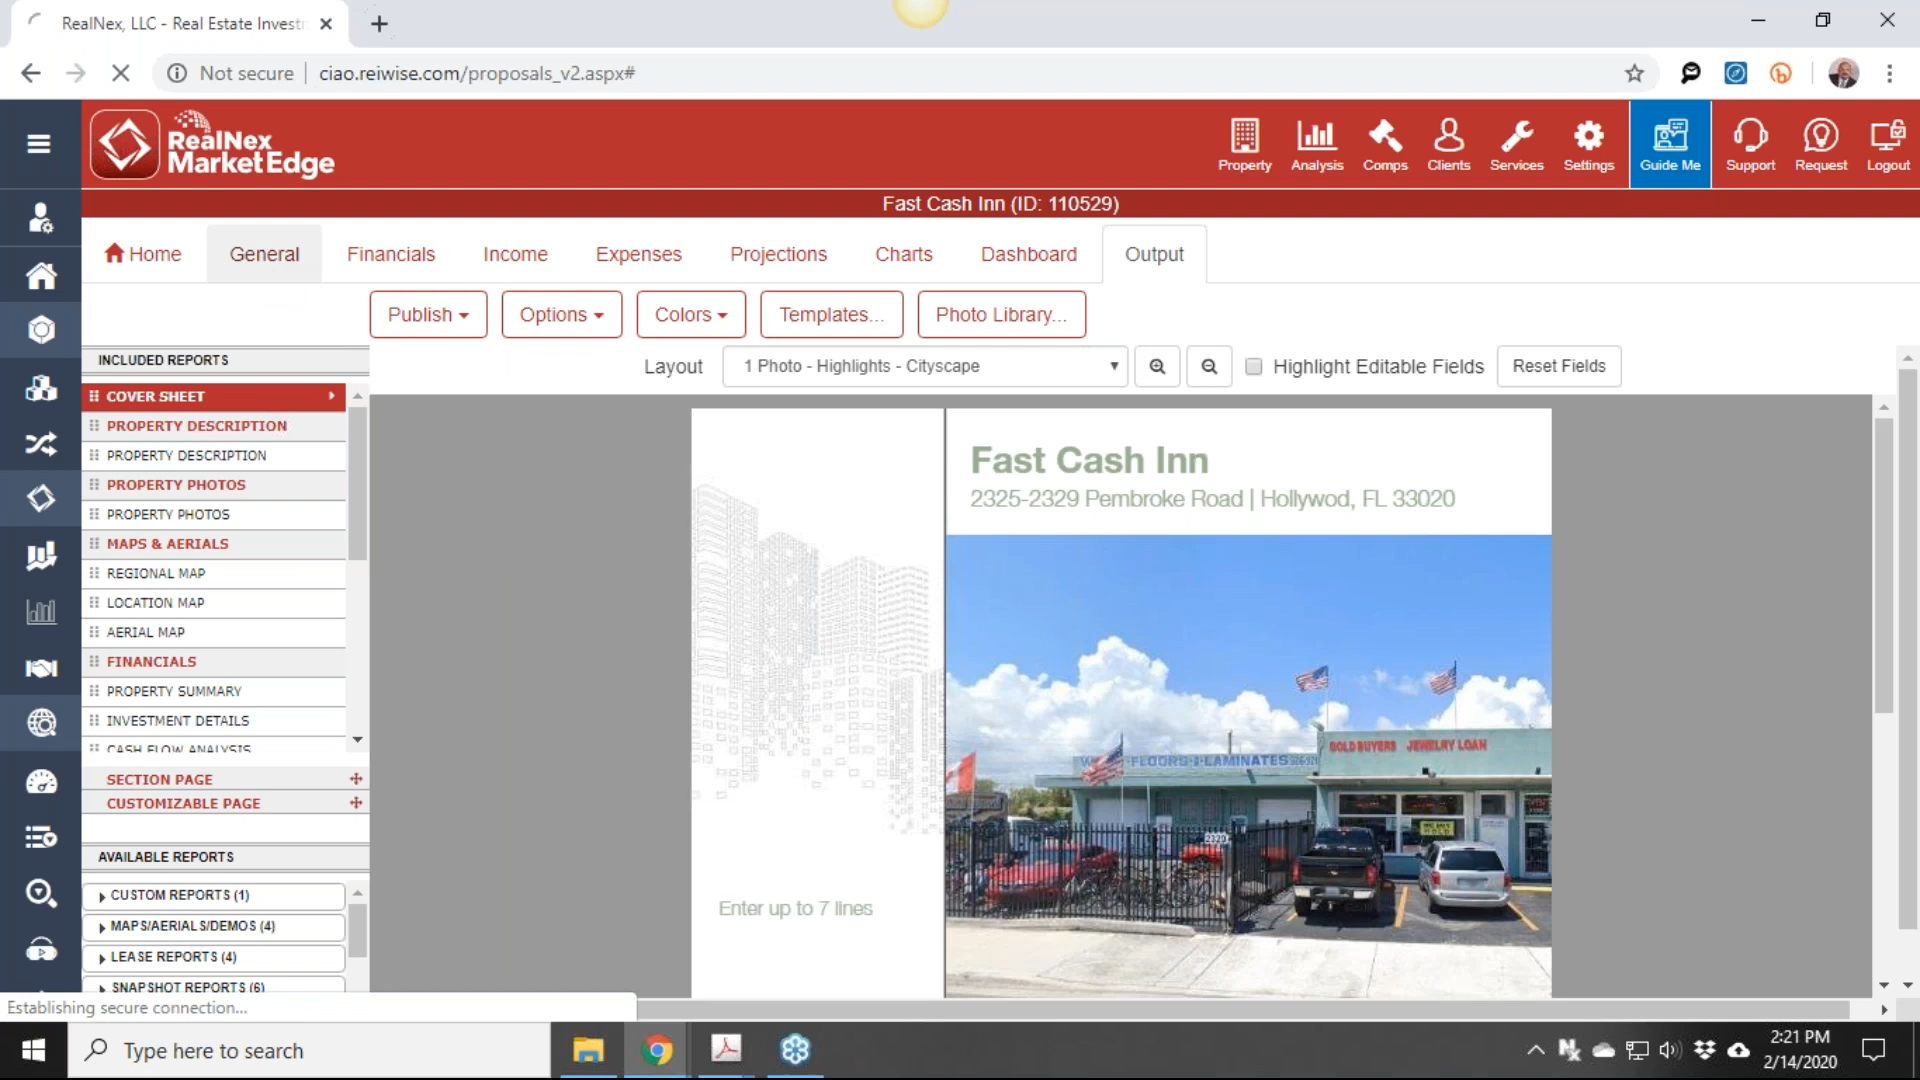 RealNex, LLC - Real Estate Investm
Not secure
ciao.reiwise.com/proposals_v2.aspx#
RealNex
MarketEdge
Property
Analysis
Comps
Clients
Services
Settings
Guide Me
Support
Request
Logout
Fast Cash Inn (ID: 110529)
Home
General
Financials
Income
Expenses
Projections
Charts
Dashboard
Output
Publish
Options
Colors
Templates...
Photo Library...
INCLUDED REPORTS
Layout
1 Photo - Highlights - Cityscape
Highlight Editable Fields
Reset Fields
COVER SHEET
PROPERTY DESCRIPTION
PROPERTY DESCRIPTION
PROPERTY PHOTOS
PROPERTY PHOTOS
MAPS & AERIALS
REGIONAL MAP
LOCATION MAP
AERIAL MAP
FINANCIALS
PROPERTY SUMMARY
INVESTMENT DETAILS
CASH FLOW ANALYSIS
SECTION PAGE
CUSTOMIZABLE PAGE
AVAILABLE REPORTS
CUSTOM REPORTS (1)
MAPS/AERIALS/DEMOS (4)
LEASE REPORTS (4)
SNAPSHOT REPORTS (6)
Fast Cash Inn
2325-2329 Pembroke Road | Hollywod, FL 33020
GOLD BUYERS JEWELRY LOAN
FLOORS & LAMINATES
2329
Enter up to 7 lines
Establishing secure connection...
Type here to search
2:21 PM
2/14/2020